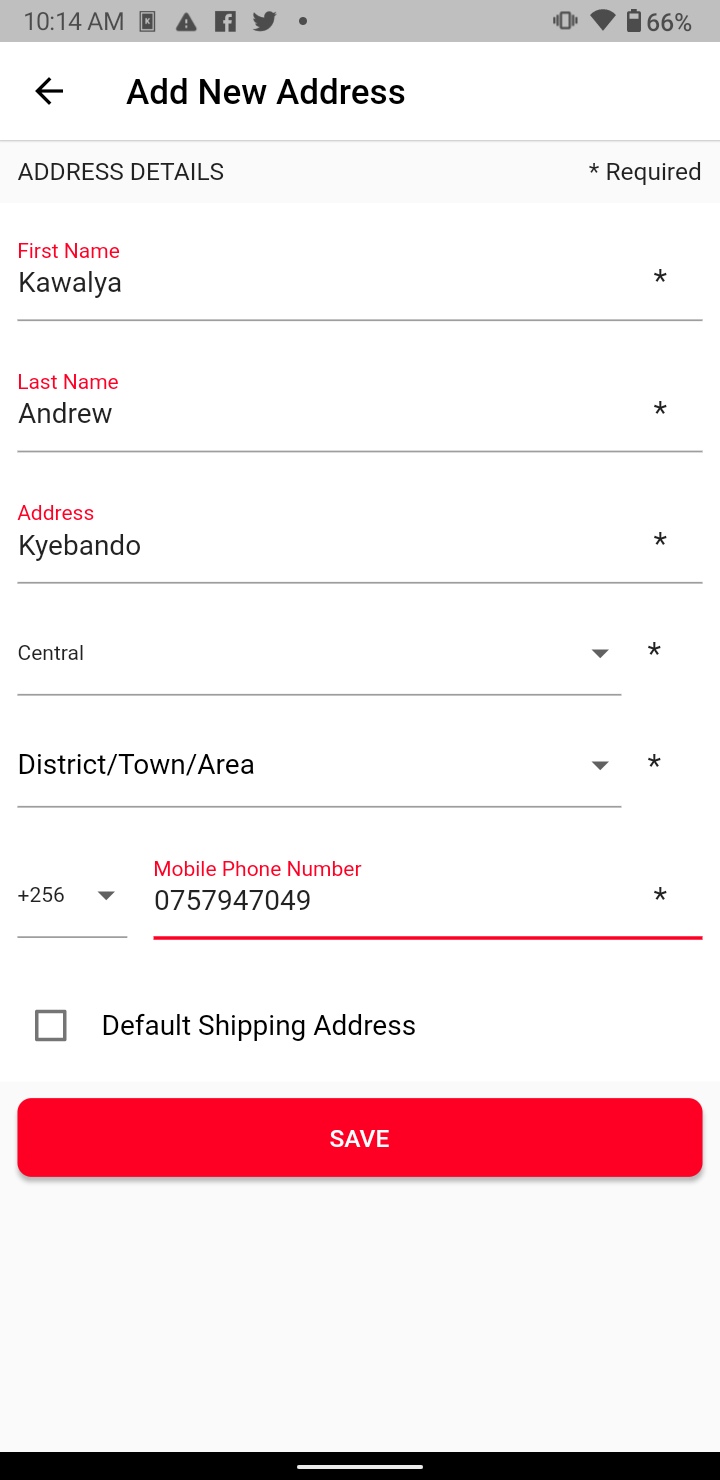 10:14 AM 66%
Add New Address
ADDRESS DETAILS * Required
First Name
Kawalya *
Last Name
Andrew *
Address
Kyebando *
Central *
District/Town/Area *
Mobile Phone Number
+256 0757947049 *
Default Shipping Address
SAVE